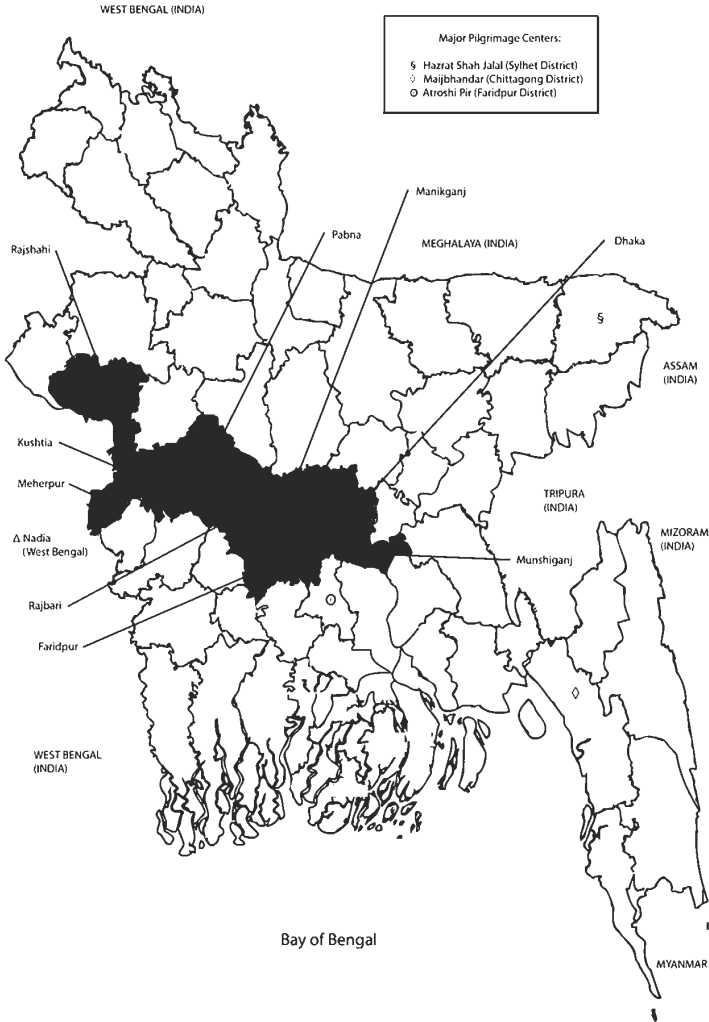 WEST BENGAL (INDIA)
Major Pilgrimage Centers:
§ Hazrat Shah Jalal (Sylhet District)
◊ Maijbhandar (Chittagong District)
⊙ Atroshi Pir (Faridpur District)
Manikganj
Pabna
MEGHALAYA (INDIA)
Dhaka
Rajshahi
§
ASSAM
(INDIA)
Kushtia
Meherpur
TRIPURA
(INDIA)
MIZORAM
(INDIA)
Δ Nadia
(West Bengal)
Munshiganj
Rajbari
⊙
Faridpur
◊
WEST BENGAL
(INDIA)
Bay of Bengal
MYANMAR